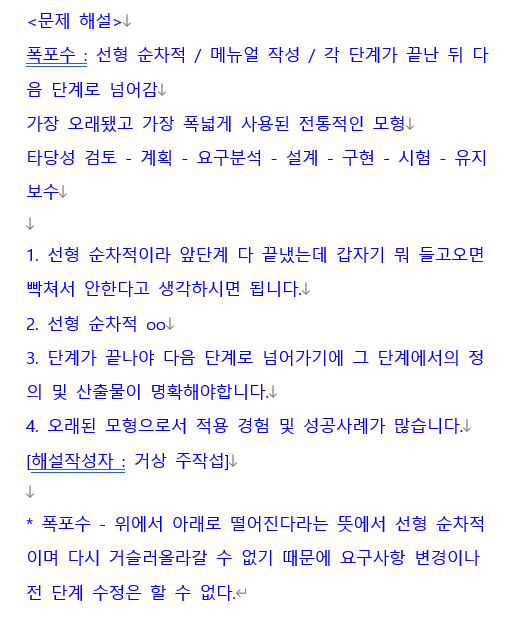 <문제 해설>↓
폭포수 : 선형 순차적 / 메뉴얼 작성 / 각 단계가 끝난 뒤 다
음 단계로 넘어감↓
가장 오래됐고 가장 폭넓게 사용된 전통적인 모형↓
타당성 검토 - 계획 - 요구분석 - 설계 - 구현 - 시험 - 유지
보수↓
↓
1. 선형 순차적이라 앞단계 다 끝냈는데 갑자기 뭐 들고오면
빡쳐서 안한다고 생각하시면 됩니다.↓
2. 선형 순차적 oo↓
3. 단계가 끝나야 다음 단계로 넘어가기에 그 단계에서의 정
의 및 산출물이 명확해야합니다.↓
4. 오래된 모형으로서 적용 경험 및 성공사례가 많습니다.↓
[해설작성자 : 거상 주작섭]↓
↓
* 폭포수 - 위에서 아래로 떨어진다라는 뜻에서 선형 순차적
이며 다시 거슬러올라갈 수 없기 때문에 요구사항 변경이나
전 단계 수정은 할 수 없다.↵